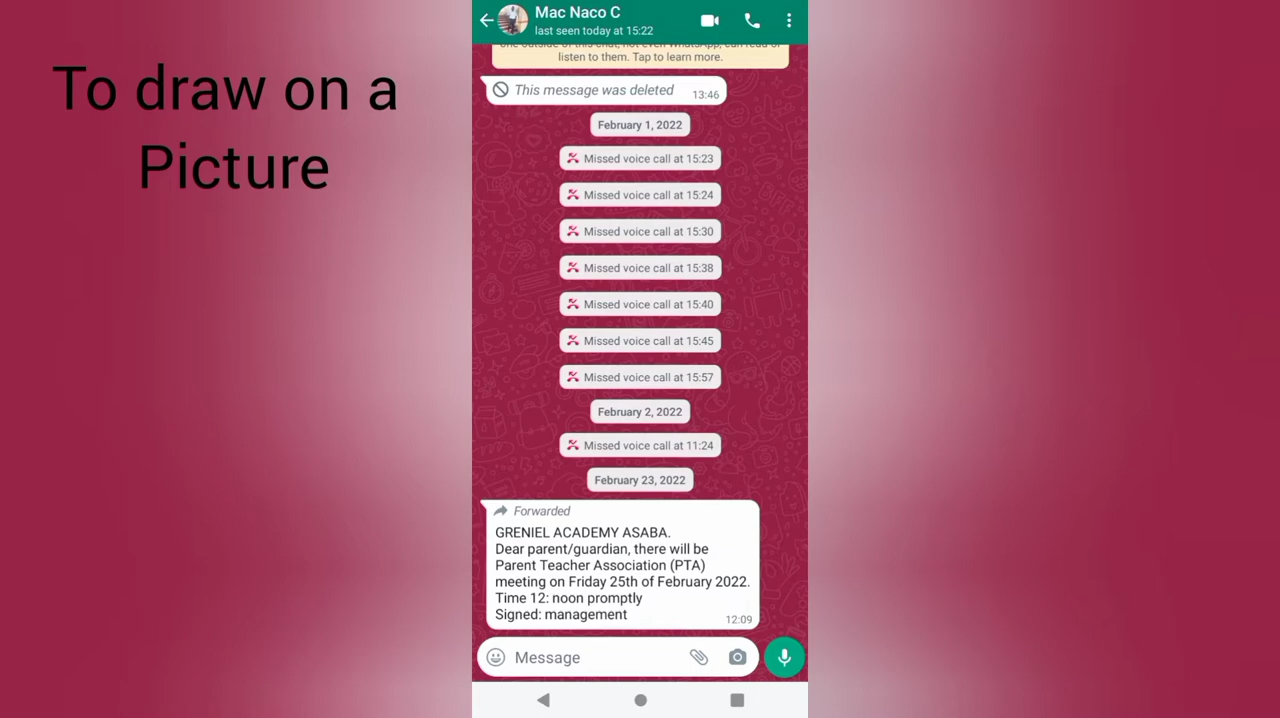 To draw on a
Picture
Mac Naco C
last seen today at 15:22
listen to them. Tap to learn more.
This message was deleted
13:46
February 1, 2022
Missed voice call at 15:23
Missed voice call at 15:24
Missed voice call at 15:30
Missed voice call at 15:38
Missed voice call at 15:40
Missed voice call at 15:45
Missed voice call at 15:57
February 2, 2022
Missed voice call at 11:24
February 23, 2022
Forwarded
GRENIEL ACADEMY ASABA.
Dear parent/guardian, there will be
Parent Teacher Association (PTA)
meeting on Friday 25th of February 2022.
Time 12: noon promptly
Signed: management
12:09
Message